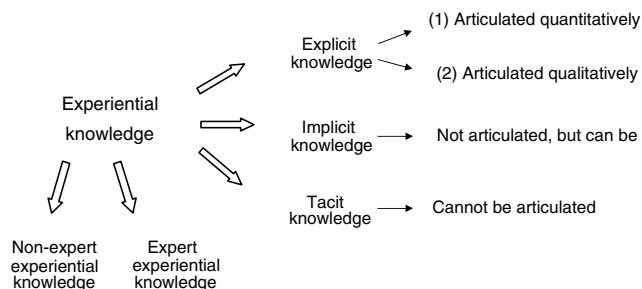 (1) Articulated quantitatively
Explicit
knowledge
(2) Articulated qualitatively
Experiential
knowledge
Implicit
knowledge
Not articulated, but can be
Tacit
knowledge
Cannot be articulated
Non-expert
experiential
knowledge
Expert
experiential
knowledge